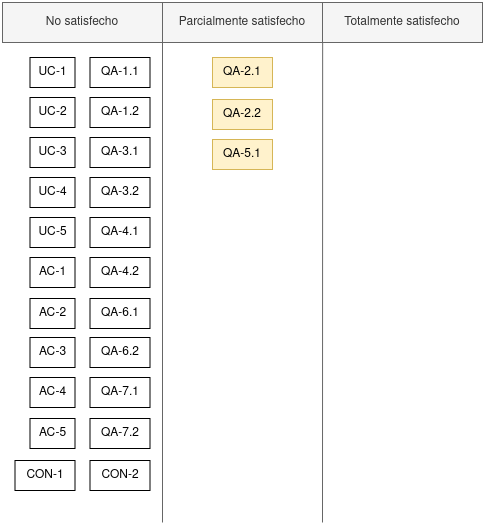 No satisfecho
Parcialmente satisfecho
Totalmente satisfecho
UC-1
QA-1.1
QA-2.1
UC-2
QA-1.2
QA-2.2
UC-3
QA-3.1
QA-5.1
UC-4
QA-3.2
UC-5
QA-4.1
AC-1
QA-4.2
AC-2
QA-6.1
AC-3
QA-6.2
AC-4
QA-7.1
AC-5
QA-7.2
CON-1
CON-2